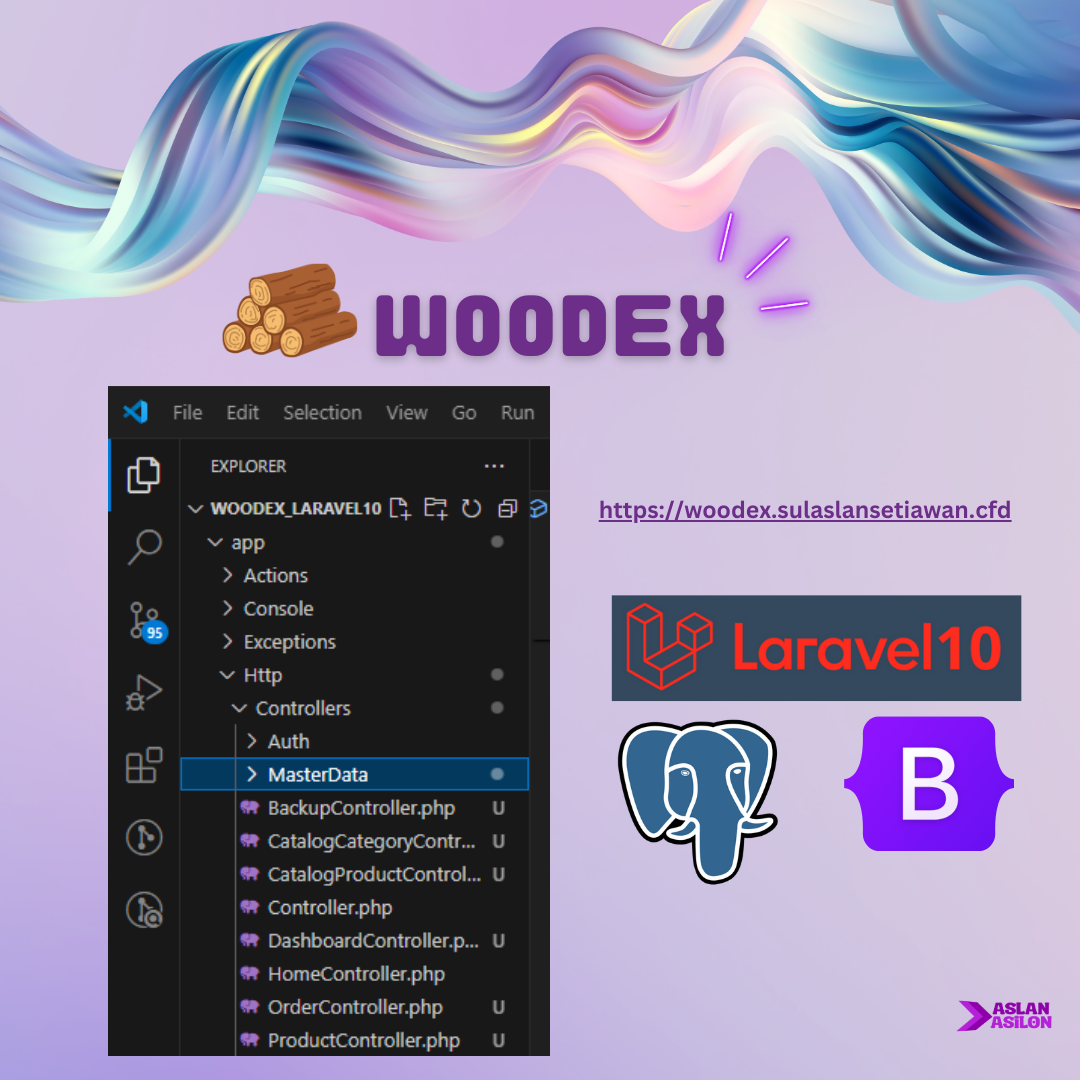 WOODEX
File Edit Selection View Go Run
EXPLORER ...
WOODEX_LARAVEL10
app
Actions
Console
Exceptions
95
Http
Controllers
Auth
MasterData
BackupController.php U
CatalogCategoryContr... U
CatalogProductControl... U
Controller.php
DashboardController.p... U
HomeController.php
OrderController.php U
ProductController.php U
https://woodex.sulaslansetiawan.cfd
Laravel10
B
ASLAN
ASILON